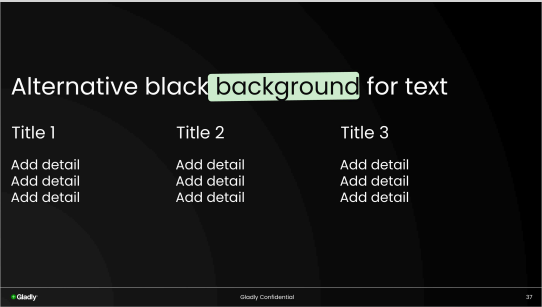 Alternative black background for text
Title 1
Title 2
Title 3
Add detail
Add detail
Add detail
Add detail
Add detail
Add detail
Add detail
Add detail
Add detail
Gladly
Gladly Confidential
37